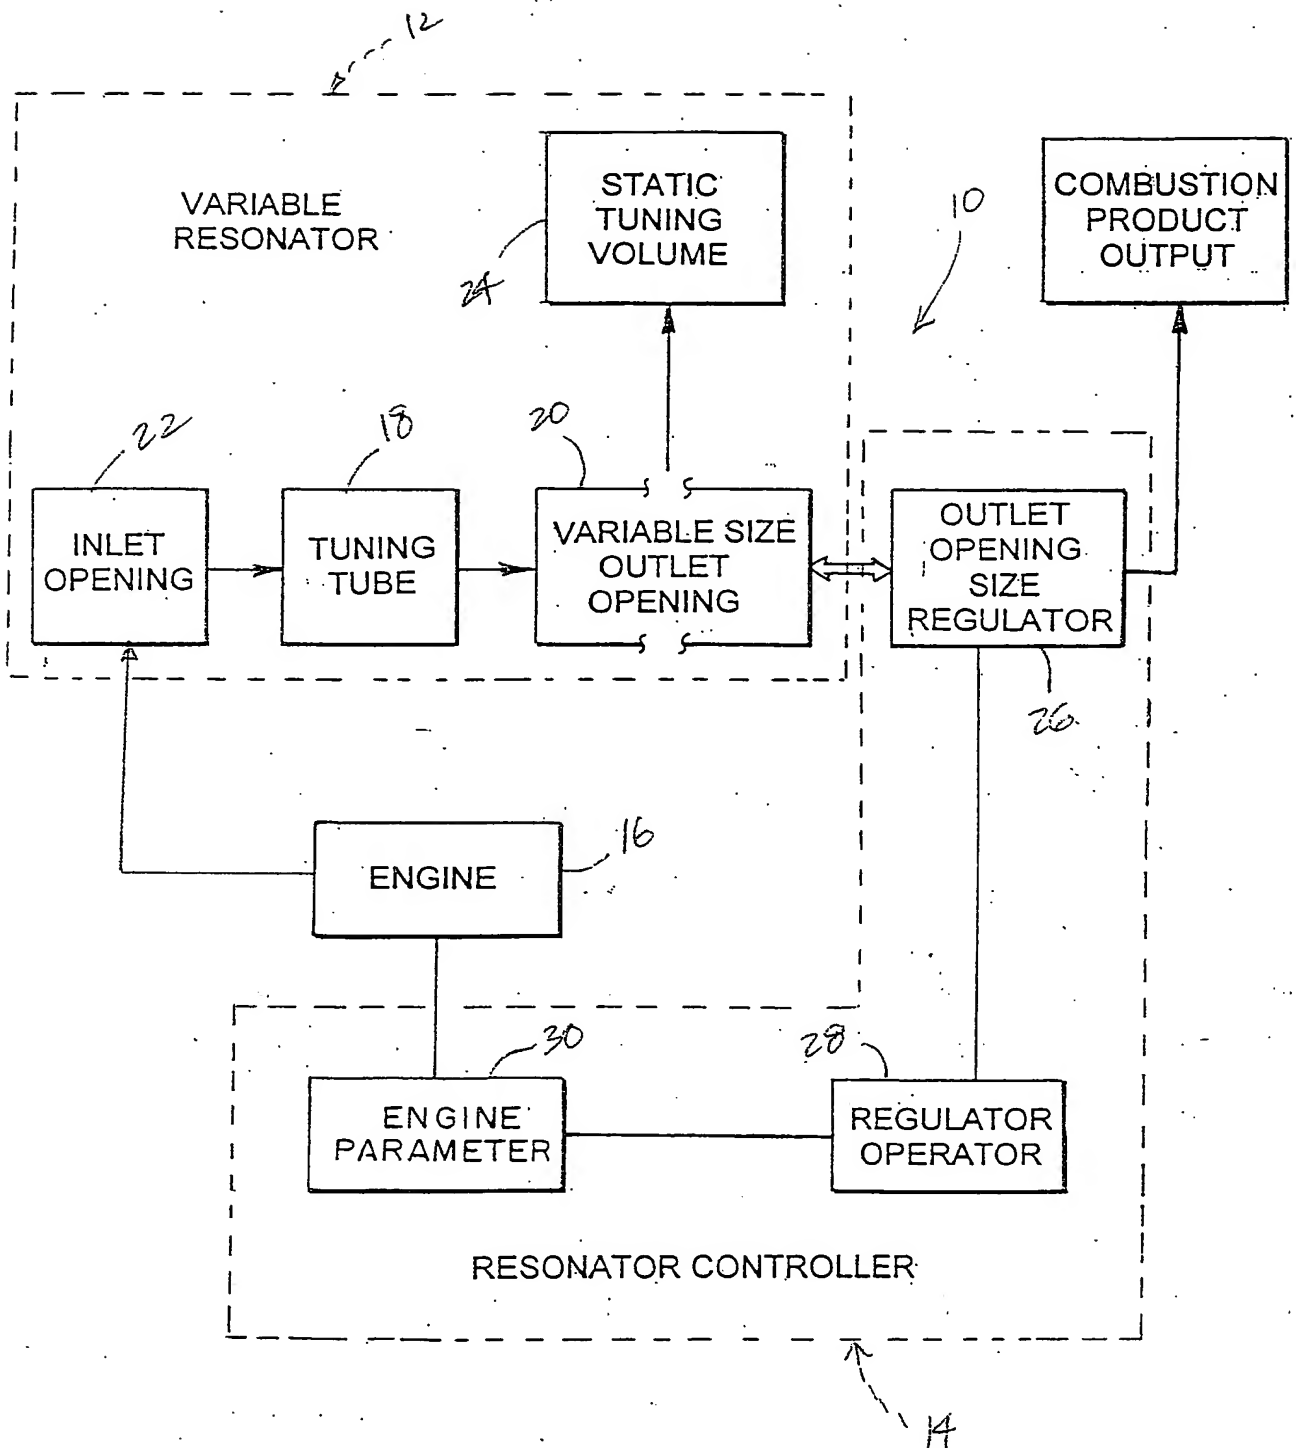 12
VARIABLE
RESONATOR
STATIC
TUNING
VOLUME
24
10
COMBUSTION
PRODUCT
OUTPUT
22
18
20
INLET
OPENING
TUNING
TUBE
VARIABLE SIZE
OUTLET
OPENING
OUTLET
OPENING
SIZE
REGULATOR
26
ENGINE
16
30
28
ENGINE
PARAMETER
REGULATOR
OPERATOR
RESONATOR CONTROLLER
14